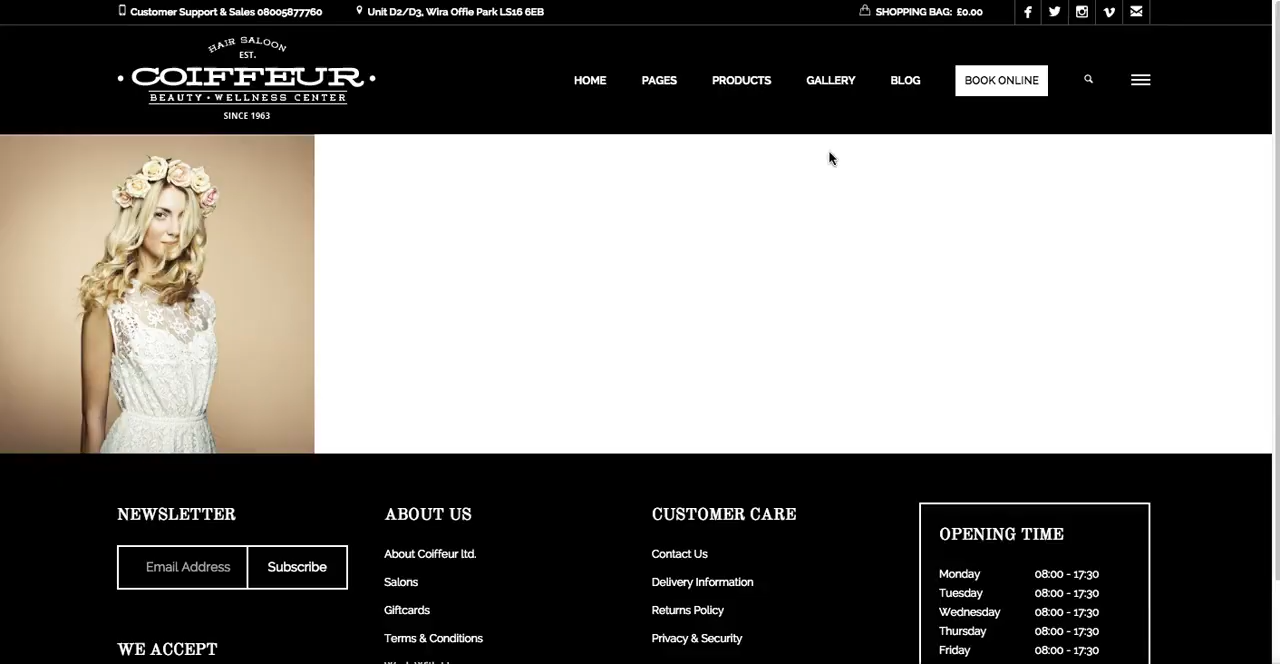 Customer Support & Sales 08005877760
Unit D2/D3, Wira Offie Park LS16 6EB
SHOPPING BAG: £0.00
HAIR SALOON
EST.
• COIFFEUR •
BEAUTY • WELLNESS CENTER
SINCE 1963
HOME
PAGES
PRODUCTS
GALLERY
BLOG
BOOK ONLINE
NEWSLETTER
Email Address
Subscribe
WE ACCEPT
ABOUT US
About Coiffeur ltd.
Salons
Giftcards
Terms & Conditions
CUSTOMER CARE
Contact Us
Delivery Information
Returns Policy
Privacy & Security
OPENING TIME
Monday 08:00 - 17:30
Tuesday 08:00 - 17:30
Wednesday 08:00 - 17:30
Thursday 08:00 - 17:30
Friday 08:00 - 17:30